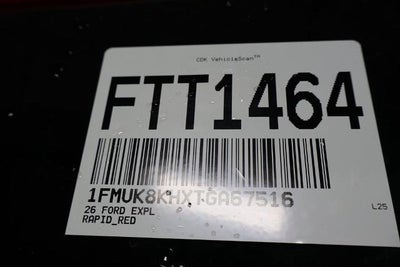 CDK VehicleScan™
FTT1464
1FMUK8KHXTGA67516
26 FORD EXPL
RAPID_RED
L25